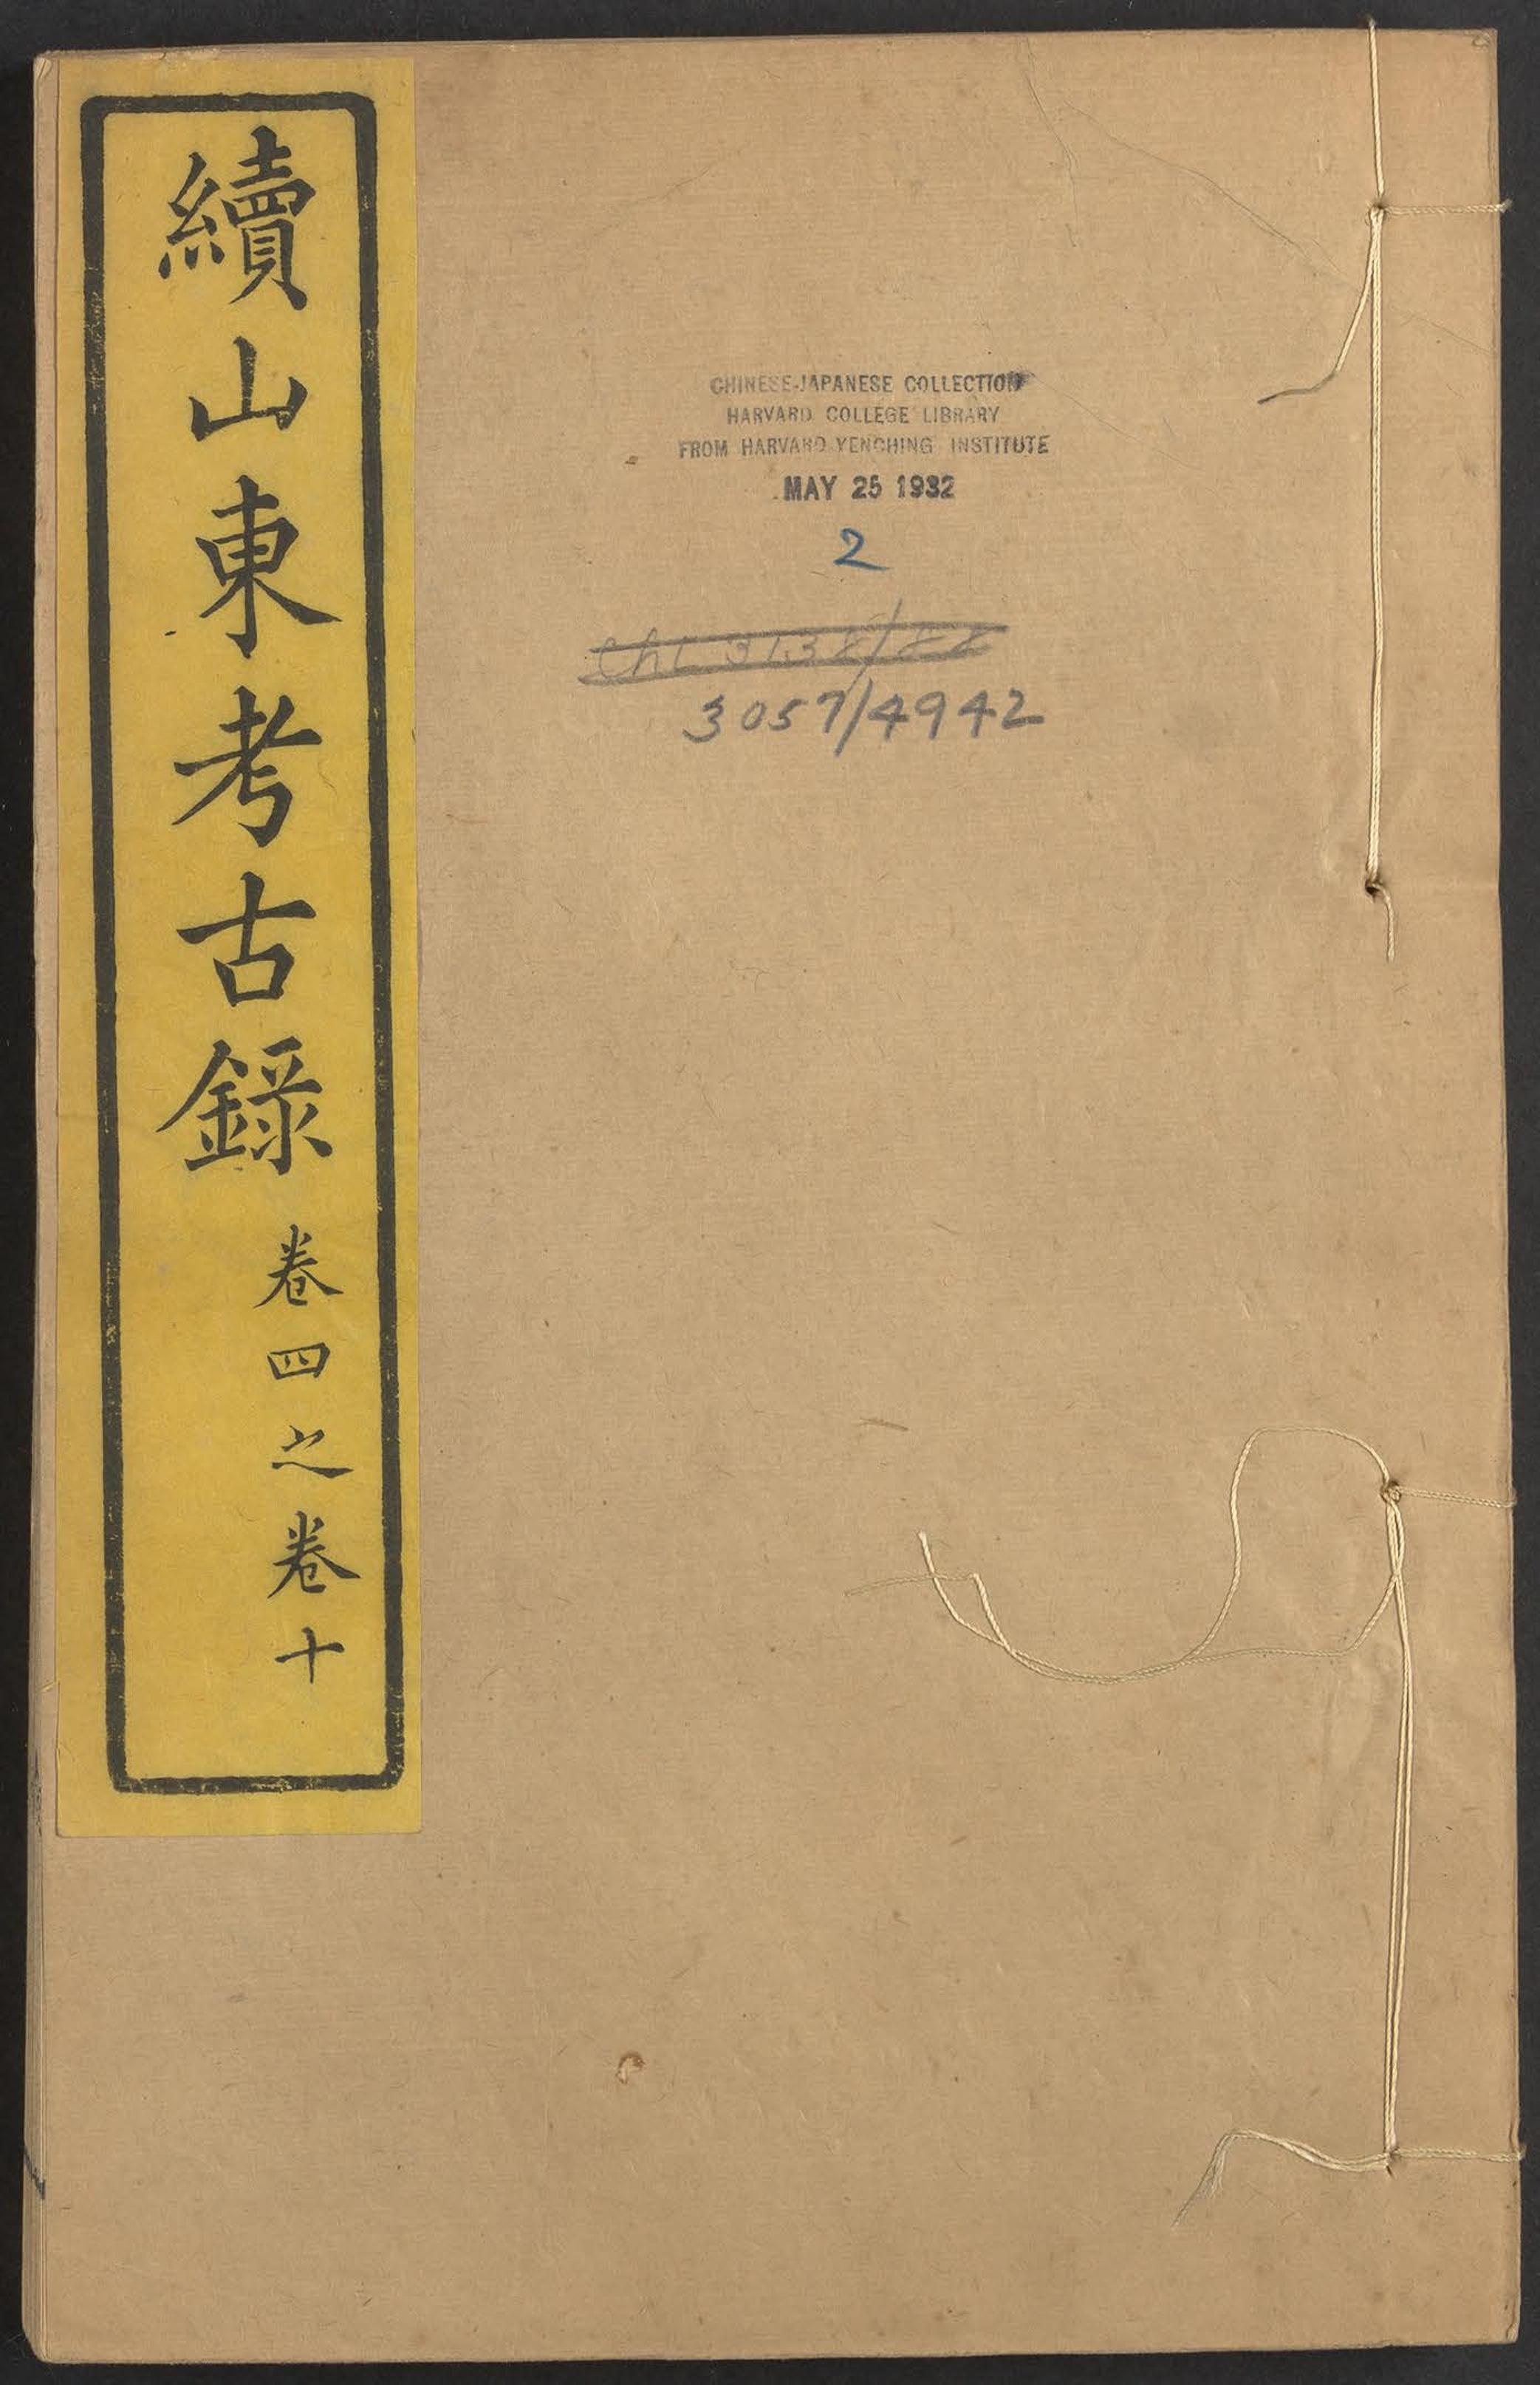 續山東考古錄
卷四之卷十
CHINESE-JAPANESE COLLECTION
HARVARD COLLEGE LIBRARY
FROM HARVARD-YENCHING INSTITUTE
MAY 25 1932
2
3057/4942